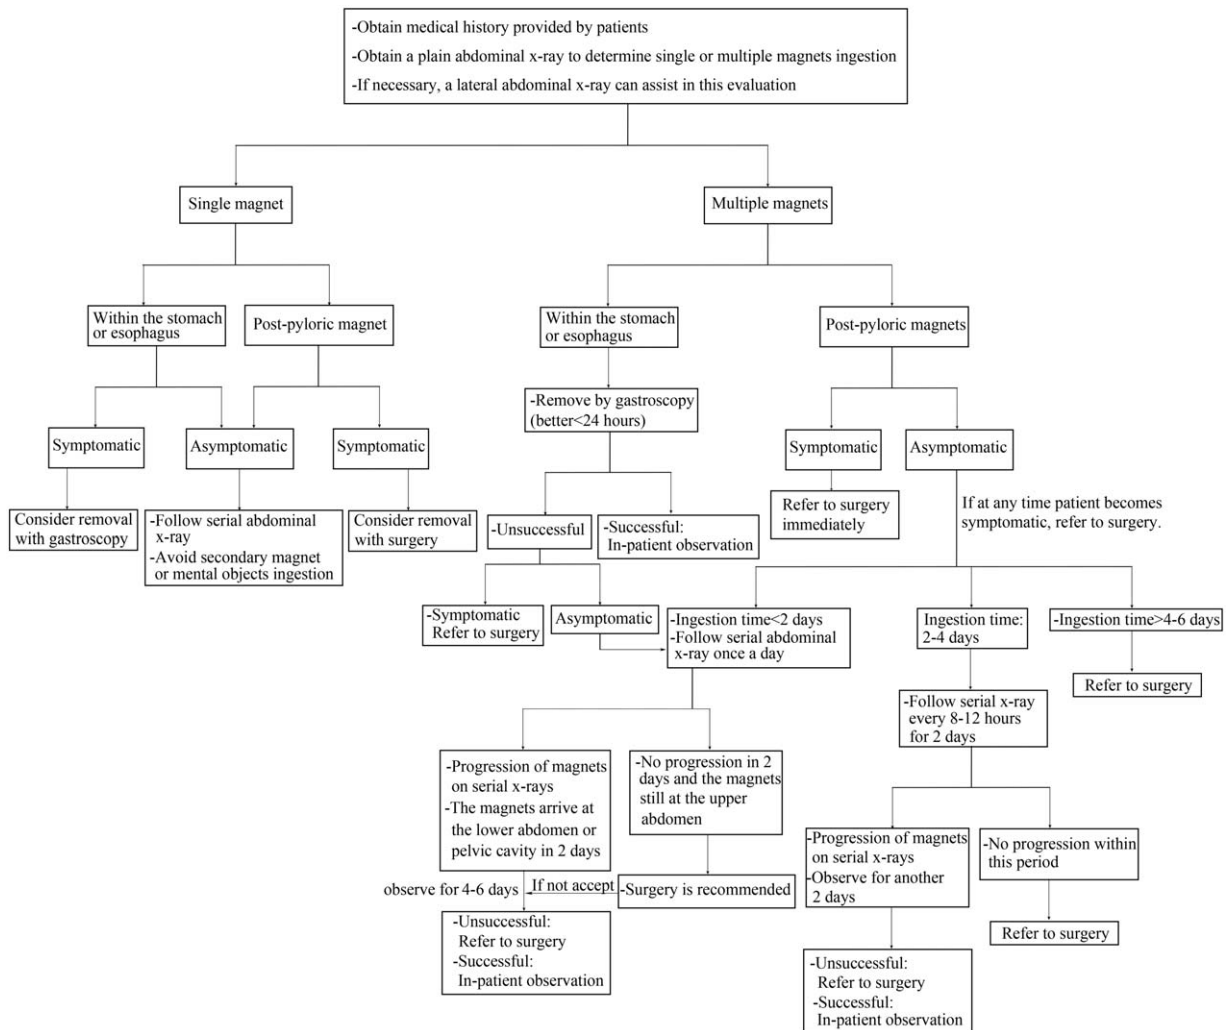 -Obtain medical history provided by patients
-Obtain a plain abdominal x-ray to determine single or multiple magnets ingestion
-If necessary, a lateral abdominal x-ray can assist in this evaluation
Single magnet
Multiple magnets
Within the stomach
or esophagus
Post-pyloric magnet
Within the stomach
or esophagus
Post-pyloric magnets
-Remove by gastroscopy
(better<24 hours)
Symptomatic
Asymptomatic
Symptomatic
Symptomatic
Asymptomatic
Consider removal
with gastroscopy
-Follow serial abdominal
x-ray
-Avoid secondary magnet
or mental objects ingestion
Consider removal
with surgery
-Unsuccessful
-Successful:
In-patient observation
Refer to surgery
immediately
If at any time patient becomes
symptomatic, refer to surgery.
-Symptomatic
Refer to surgery
Asymptomatic
-Ingestion time<2 days
-Follow serial abdominal
x-ray once a day
Ingestion time:
2-4 days
-Ingestion time>4-6 days
Refer to surgery
-Follow serial x-ray
every 8-12 hours
for 2 days
-Progression of magnets
on serial x-rays
-The magnets arrive at
the lower abdomen or
pelvic cavity in 2 days
-No progression in 2
days and the magnets
still at the upper
abdomen
observe for 4-6 days
If not accept
-Surgery is recommended
-Unsuccessful:
Refer to surgery
-Successful:
In-patient observation
-Progression of magnets
on serial x-rays
-Observe for another
2 days
-No progression within
this period
Refer to surgery
-Unsuccessful:
Refer to surgery
-Successful:
In-patient observation